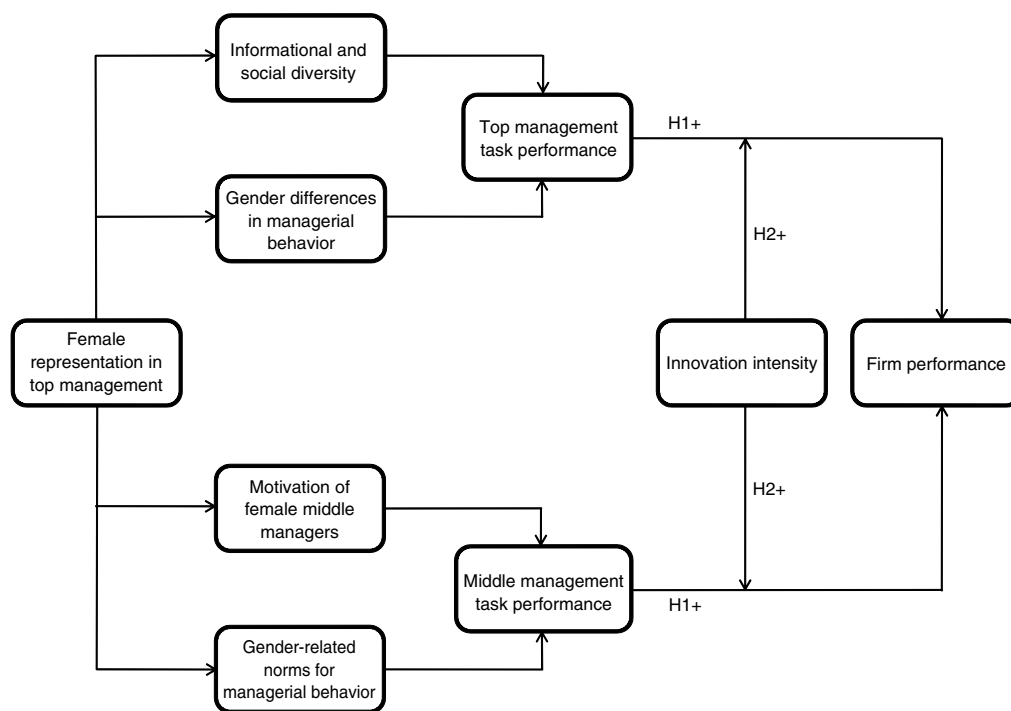 Informational and
social diversity
Top management
task performance
H1+
Gender differences
in managerial
behavior
H2+
Female
representation in
top management
Innovation intensity
Firm performance
Motivation of
female middle
managers
H2+
Middle management
task performance
H1+
Gender-related
norms for
managerial behavior